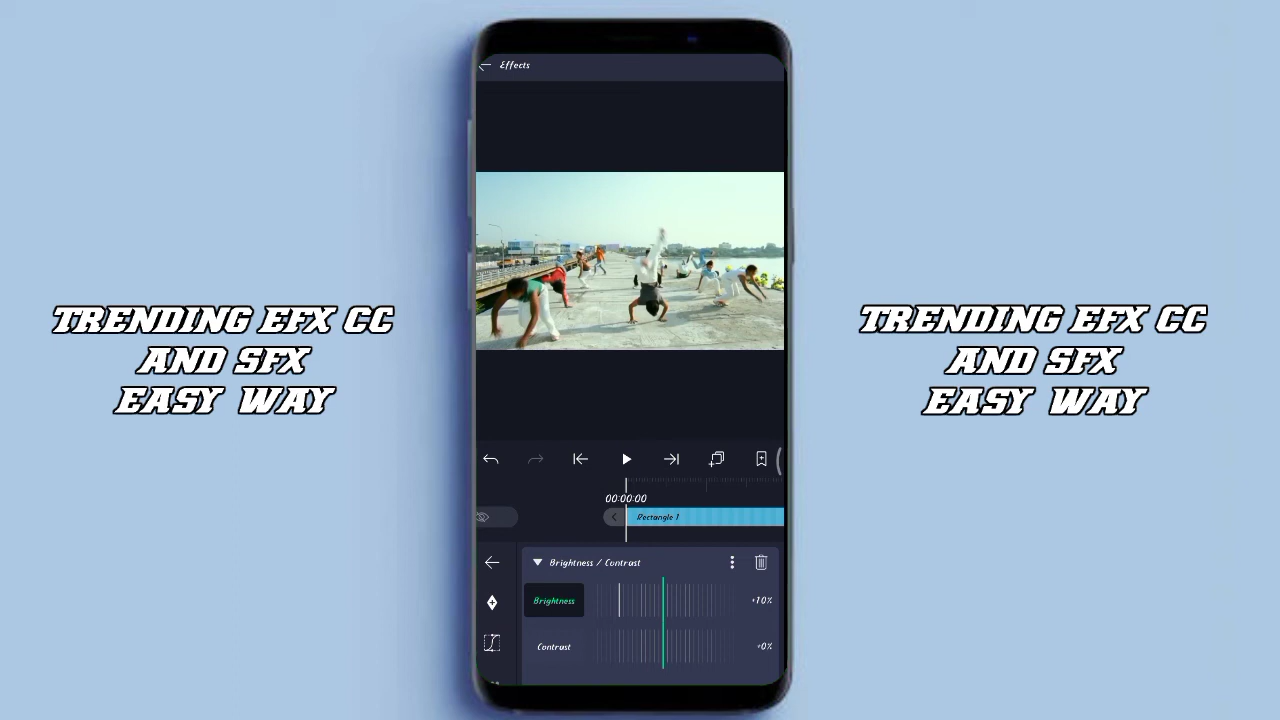 Effects
TRENDING EFX CC
AND SFX
EASY WAY
TRENDING EFX CC
AND SFX
EASY WAY
00:00:00
Rectangle 1
Brightness / Contrast
Brightness
+10%
Contrast
+0%